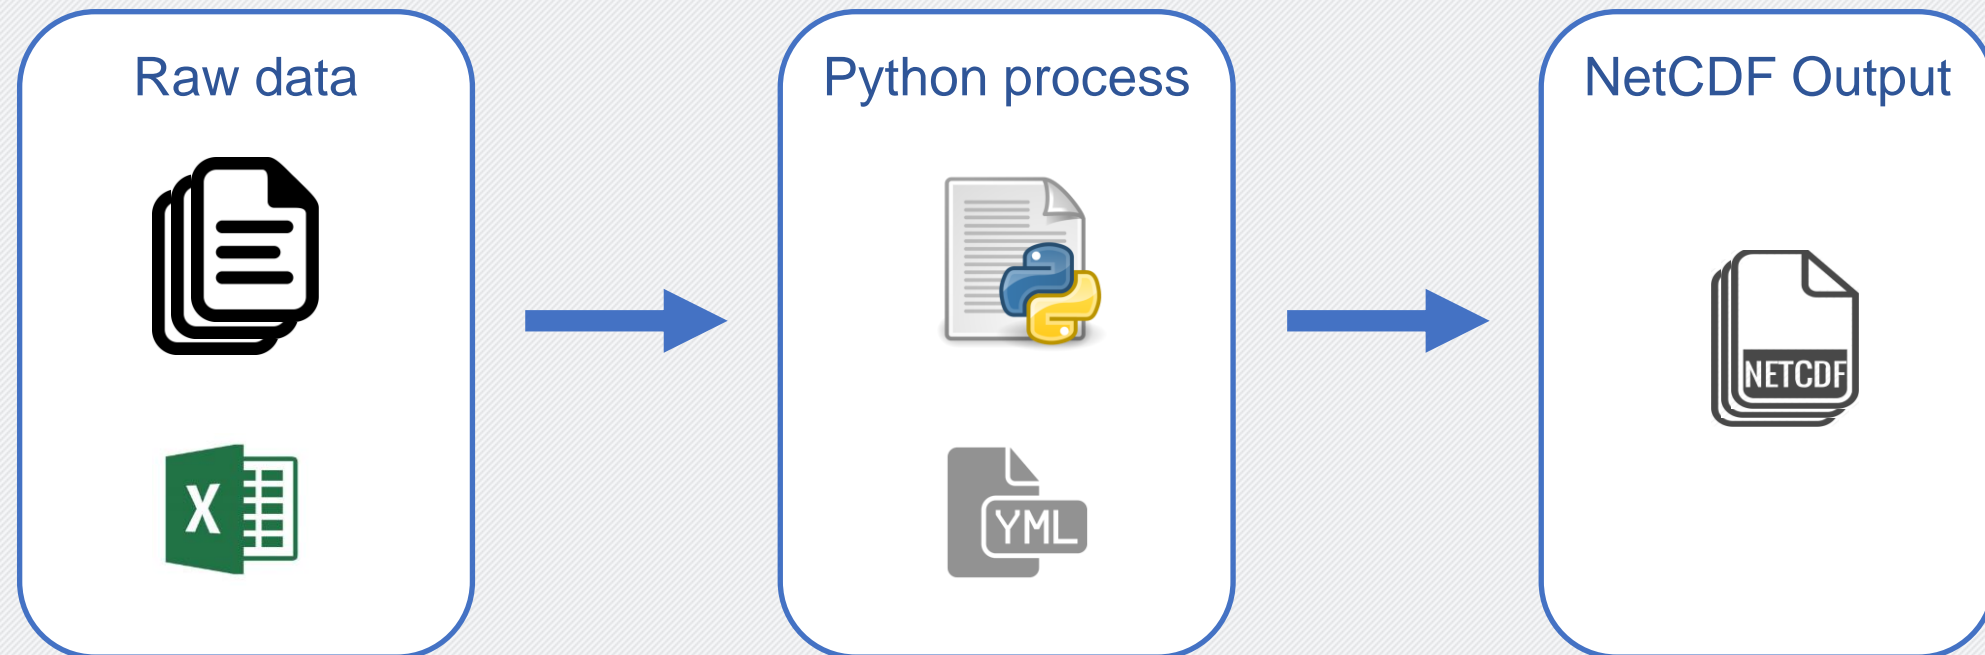 Raw data
Python process
NetCDF Output
X
YML
NETCDF